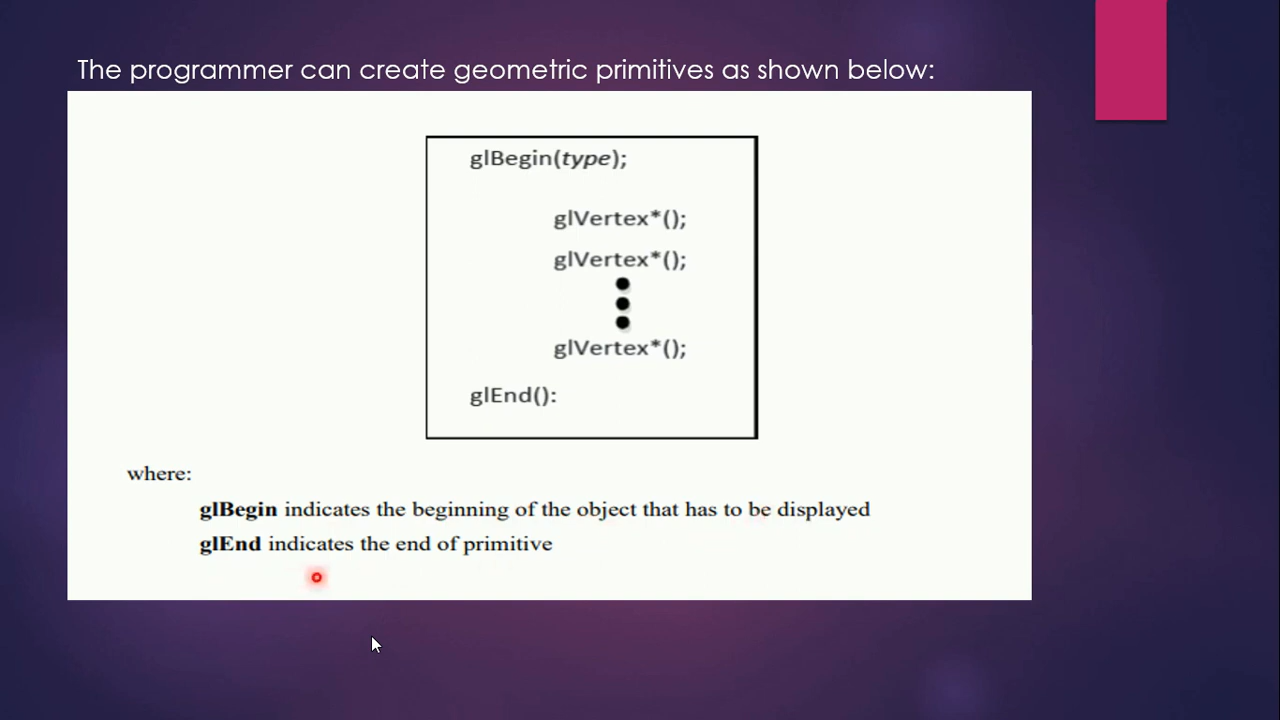 The programmer can create geometric primitives as shown below:
glBegin(type);
glVertex*();
glVertex*();
glVertex*();
glEnd():
where:
glBegin indicates the beginning of the object that has to be displayed
glEnd indicates the end of primitive